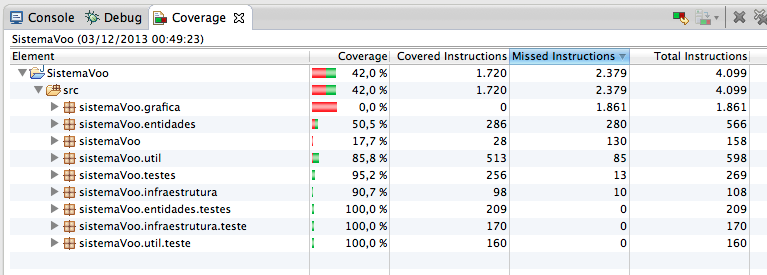 Console Debug Coverage
SistemaVoo (03/12/2013 00:49:23)
Element Coverage Covered Instructions Missed Instructions Total Instructions
SistemaVoo 42,0 % 1.720 2.379 4.099
src 42,0 % 1.720 2.379 4.099
sistemaVoo.grafica 0,0 % 0 1.861 1.861
sistemaVoo.entidades 50,5 % 286 280 566
sistemaVoo 17,7 % 28 130 158
sistemaVoo.util 85,8 % 513 85 598
sistemaVoo.testes 95,2 % 256 13 269
sistemaVoo.infraestrutura 90,7 % 98 10 108
sistemaVoo.entidades.testes 100,0 % 209 0 209
sistemaVoo.infraestrutura.teste 100,0 % 170 0 170
sistemaVoo.util.teste 100,0 % 160 0 160